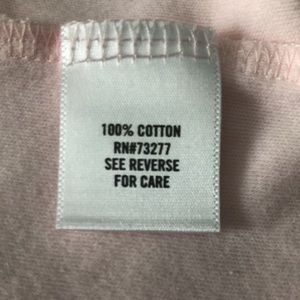 100% COTTON
RN#73277
SEE REVERSE
FOR CARE